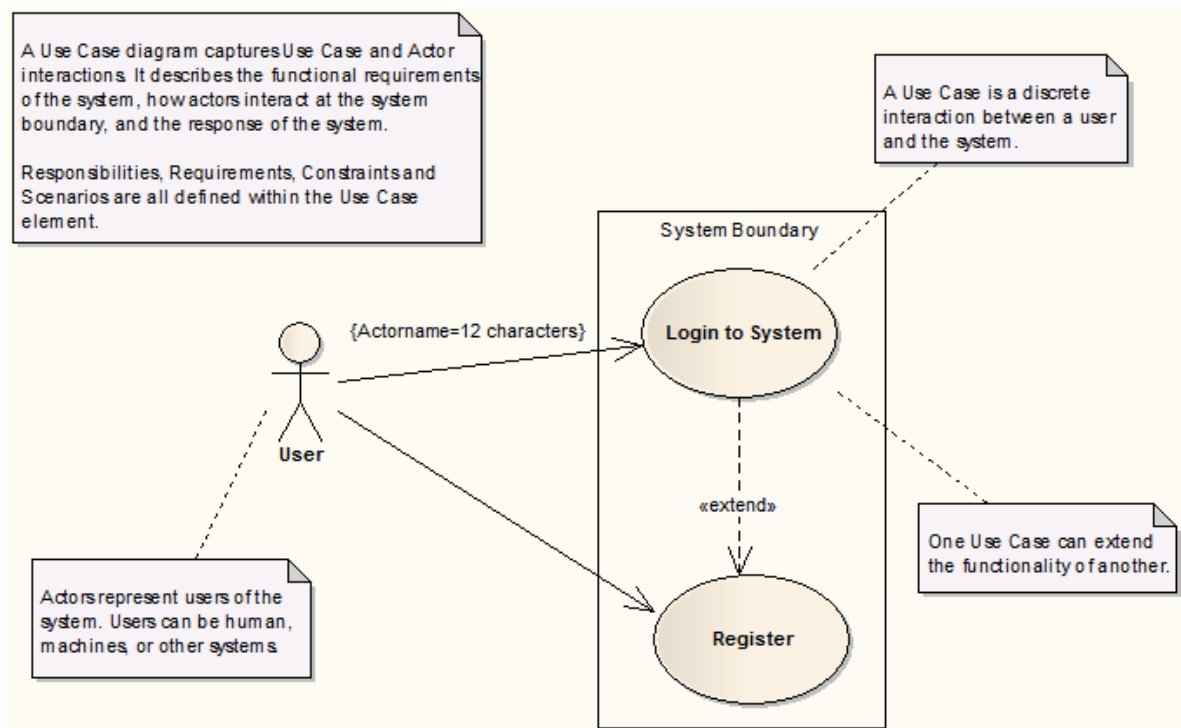 A Use Case diagram captures Use Case and Actor
interactions. It describes the functional requirements
of the system, how actors interact at the system
boundary, and the response of the system.
Responsibilities, Requirements, Constraints and
Scenarios are all defined within the Use Case
element.
A Use Case is a discrete
interaction between a user
and the system.
System Boundary
{Actorname=12 characters}
Login to System
User
«extend»
One Use Case can extend
the functionality of another.
Actors represent users of the
system. Users can be human,
machines, or other systems.
Register